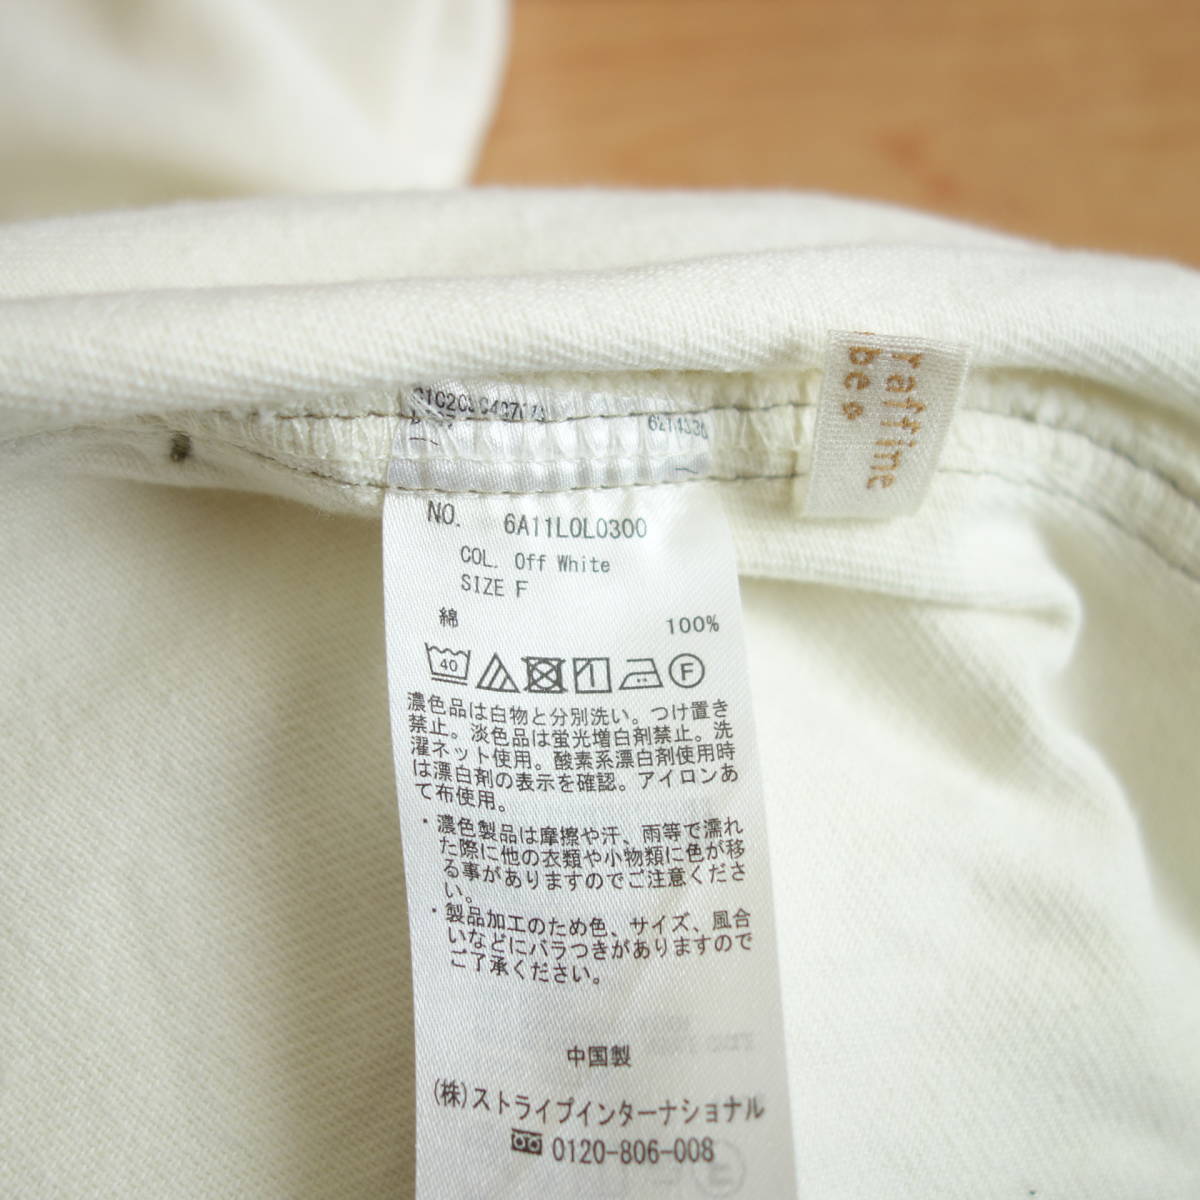 raffine
be
NO. 6A11L0L0300
COL. Off White
SIZE F
綿 100%
40
F
濃色品は白物と分別洗い。つけ置き
禁止。淡色品は蛍光増白剤禁止。洗
濯ネット使用。酸素系漂白剤使用時
は漂白剤の表示を確認。アイロンあ
て布使用。
・濃色製品は摩擦や汗、雨等で濡れ
た際に他の衣類や小物類に色が移
る事がありますのでご注意くださ
い。
・製品加工のため色、サイズ、風合
いなどにバラつきがありますので
ご了承ください。
中国製
(株)ストライプインターナショナル
0120-806-008